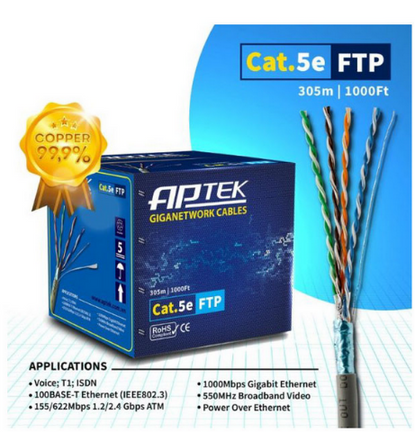 Cat.5e FTP
305m | 1000Ft
COPPER
99,9%
Cat.5e FTP
5
APTEK
GIGANETWORK CABLES
305m | 1000Ft
Cat.5e FTP
RoHS
CE
APPLICATIONS
• Voice; T1; ISDN
• 100BASE-T Ethernet (IEEE802.3)
• 155/622Mbps 1.2/2.4 Gbps ATM
• 1000Mbps Gigabit Ethernet
• 550MHz Broadband Video
• Power Over Ethernet